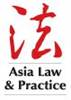 法
Asia Law
& Practice